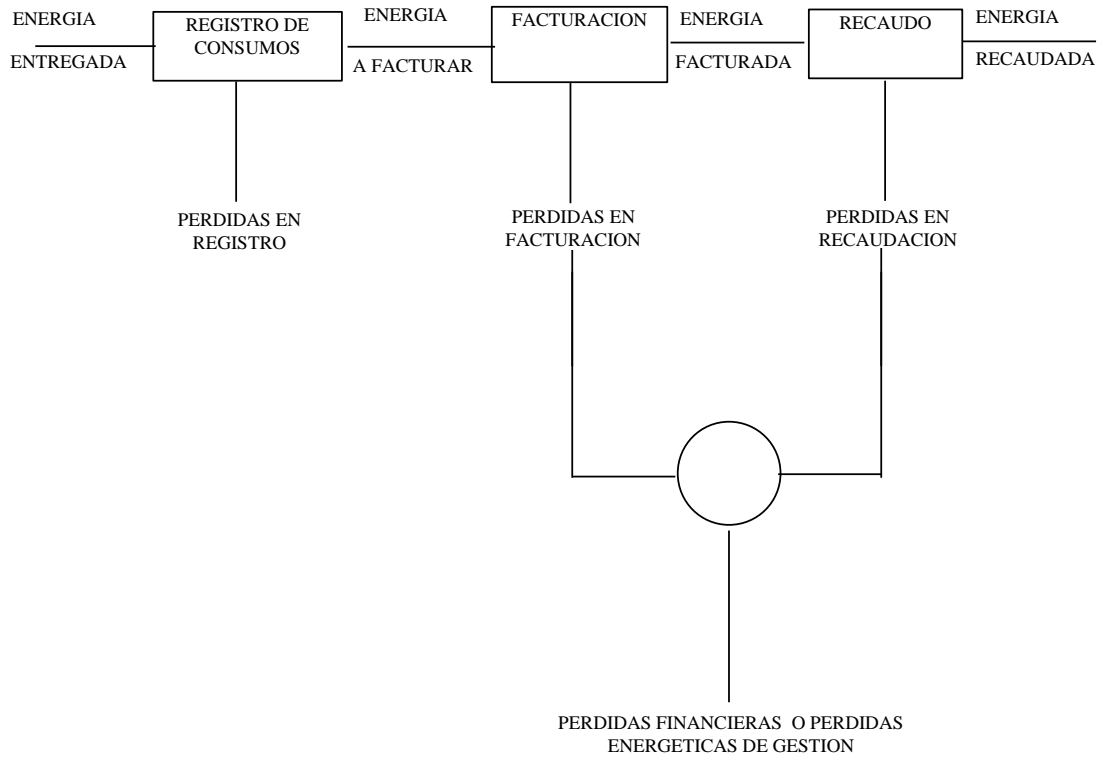 ENERGIA
ENTREGADA
REGISTRO DE
CONSUMOS
ENERGIA
A FACTURAR
FACTURACION
ENERGIA
FACTURADA
RECAUDO
ENERGIA
RECAUDADA
PERDIDAS EN
REGISTRO
PERDIDAS EN
FACTURACION
PERDIDAS EN
RECAUDACION
PERDIDAS FINANCIERAS O PERDIDAS
ENERGETICAS DE GESTION